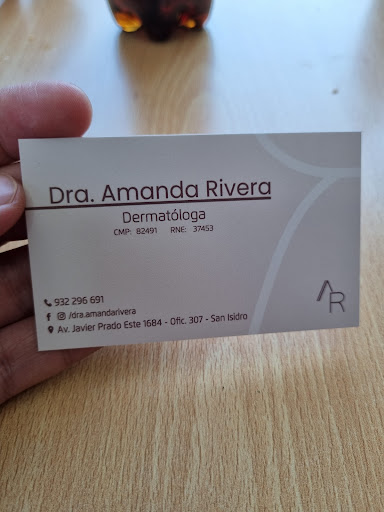 Dra. Amanda Rivera
Dermatóloga
CMP: 82491 RNE: 37453
932 296 691
/dra.amandarivera
Av. Javier Prado Este 1684 - Ofic. 307 - San Isidro
AR